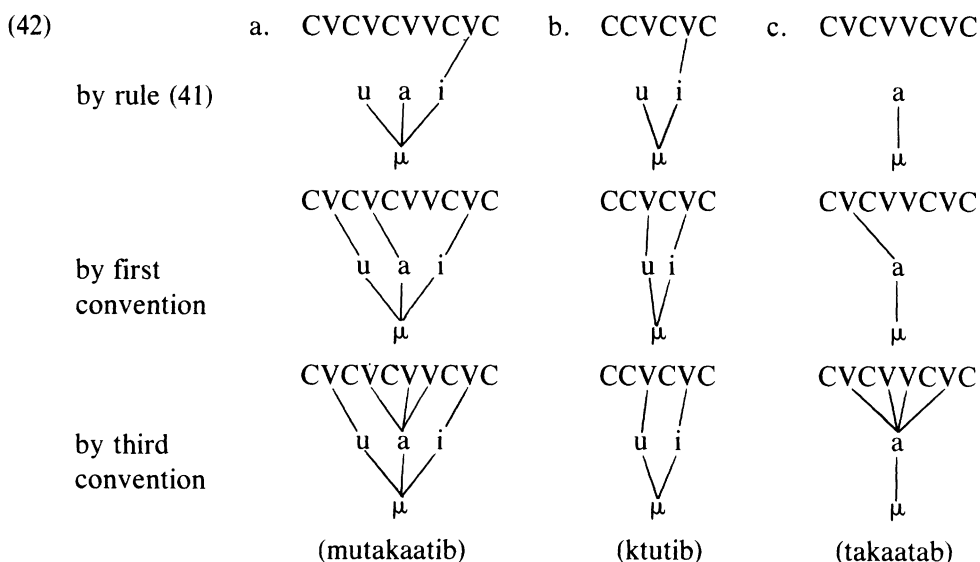 (42) a. CVCVCVVCVC b. CCVCVC c. CVCVVCVC
by rule (41) u a i u i a
μ μ μ
CVCVCVVCVC CCVCVC CVCVVCVC
by first u a i u i a
convention
μ μ μ
CVCVCVVCVC CCVCVC CVCVVCVC
by third u a i u i a
convention
μ μ μ
(mutakaatib) (ktutib) (takaatab)